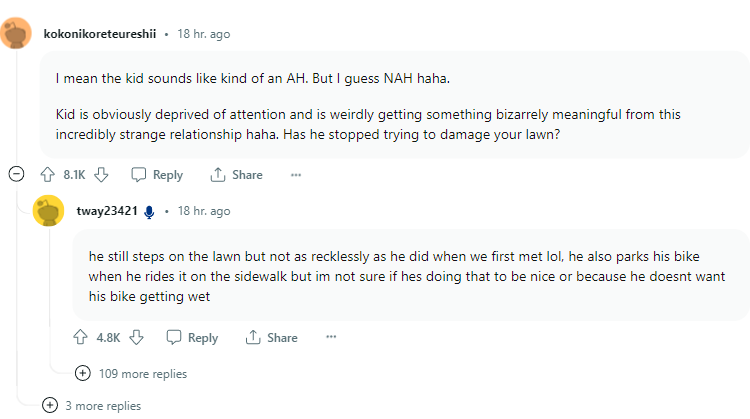 kokonikoreteureshii • 18 hr. ago
I mean the kid sounds like kind of an AH. But I guess NAH haha.
Kid is obviously deprived of attention and is weirdly getting something bizarrely meaningful from this
incredibly strange relationship haha. Has he stopped trying to damage your lawn?
8.1K Reply Share ...
tway23421 • 18 hr. ago
he still steps on the lawn but not as recklessly as he did when we first met lol, he also parks his bike
when he rides it on the sidewalk but im not sure if hes doing that to be nice or because he doesnt want
his bike getting wet
4.8K Reply Share ...
109 more replies
3 more replies